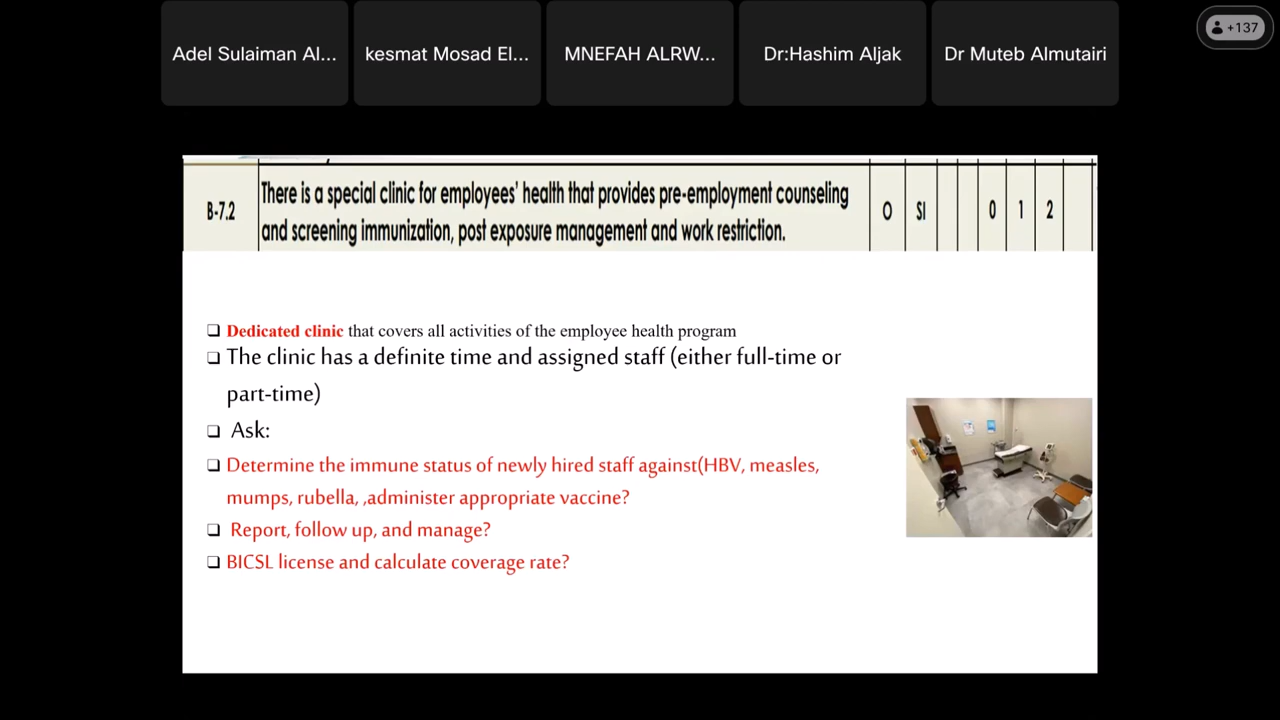 Adel Sulaiman Al...
kesmat Mosad El...
MNEFAH ALRW...
Dr:Hashim Aljak
Dr Muteb Almutairi
+137
B-7.2
There is a special clinic for employees' health that provides pre-employment counseling
and screening immunization, post exposure management and work restriction.
O SI 0 1 2
❑ Dedicated clinic that covers all activities of the employee health program
❑ The clinic has a definite time and assigned staff (either full-time or
part-time)
❑ Ask:
❑ Determine the immune status of newly hired staff against(HBV, measles,
mumps, rubella, ,administer appropriate vaccine?
❑ Report, follow up, and manage?
❑ BICSL license and calculate coverage rate?